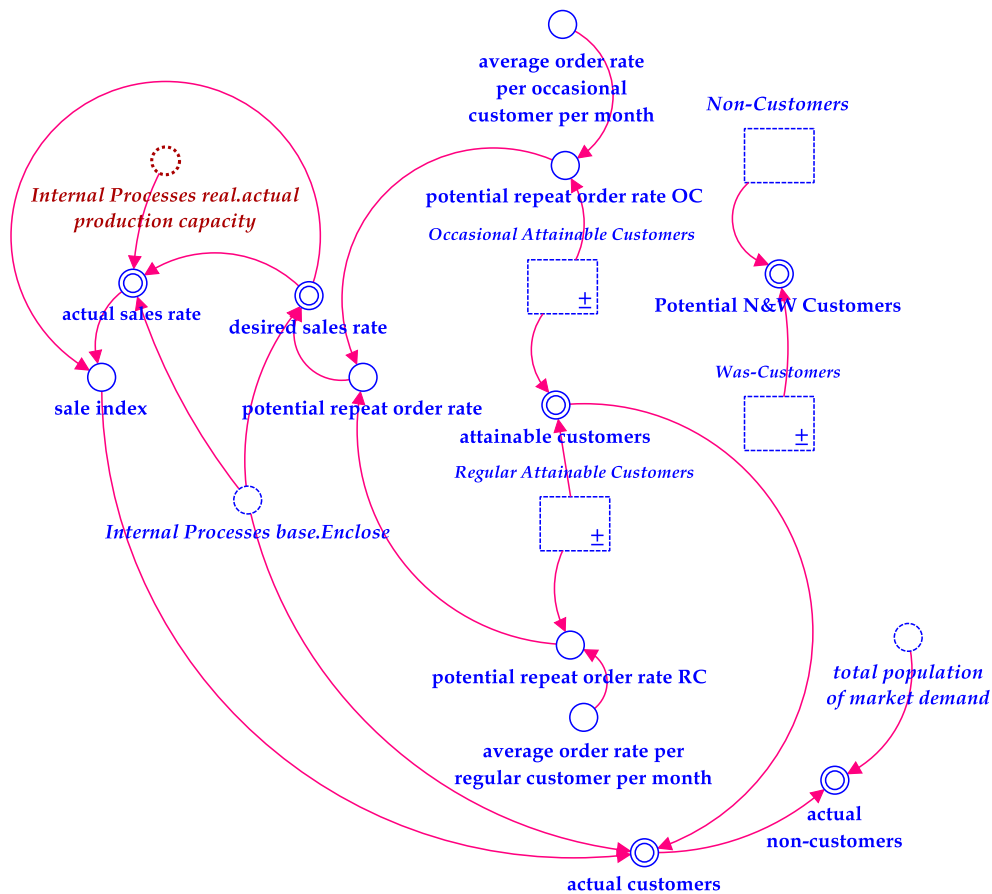 average order rate
per occasional
customer per month
Non-Customers
Internal Processes real.actual
production capacity
potential repeat order rate OC
Occasional Attainable Customers
±
actual sales rate
desired sales rate
Potential N&W Customers
Was-Customers
±
sale index
potential repeat order rate
attainable customers
Regular Attainable Customers
±
Internal Processes base.Enclose
potential repeat order rate RC
total population
of market demand
average order rate per
regular customer per month
actual
non-customers
actual customers